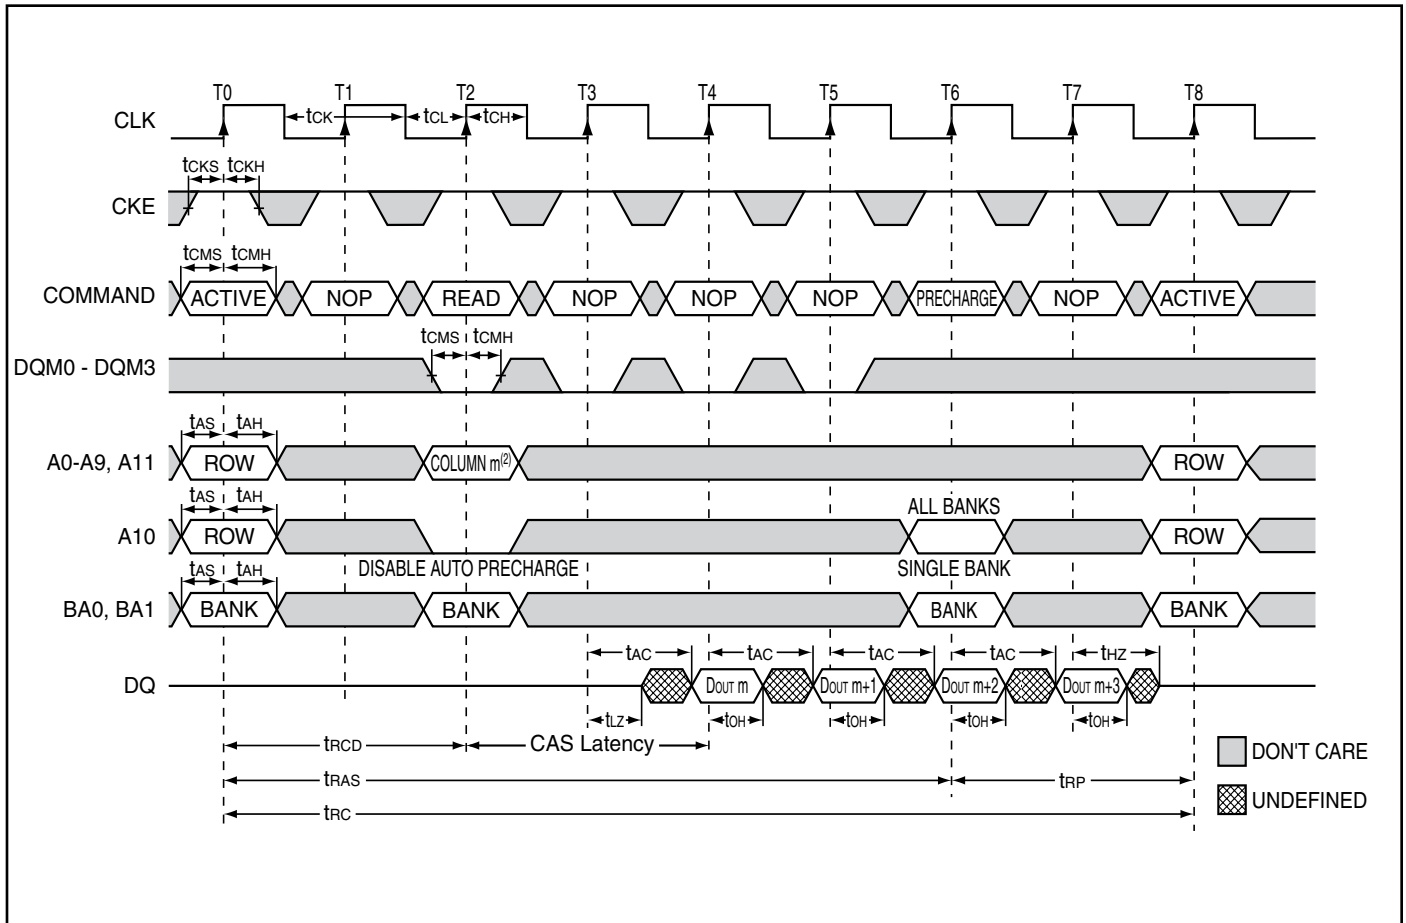 T0 T1 T2 T3 T4 T5 T6 T7 T8
CLK tCK tCL tCH
tCKS tCKH
CKE
tCMS tCMH
COMMAND ACTIVE NOP READ NOP NOP NOP PRECHARGE NOP ACTIVE
tCMS tCMH
DQM0 - DQM3
tAS tAH
A0-A9, A11 ROW COLUMN m(2) ROW
tAS tAH ALL BANKS
A10 ROW ROW
tAS tAH DISABLE AUTO PRECHARGE SINGLE BANK
BA0, BA1 BANK BANK BANK BANK
tAC tAC tAC tAC tHZ
DQ DOUT m DOUT m+1 DOUT m+2 DOUT m+3
tLZ tOH tOH tOH tOH
tRCD CAS Latency
DON'T CARE
tRAS tRP
UNDEFINED
tRC